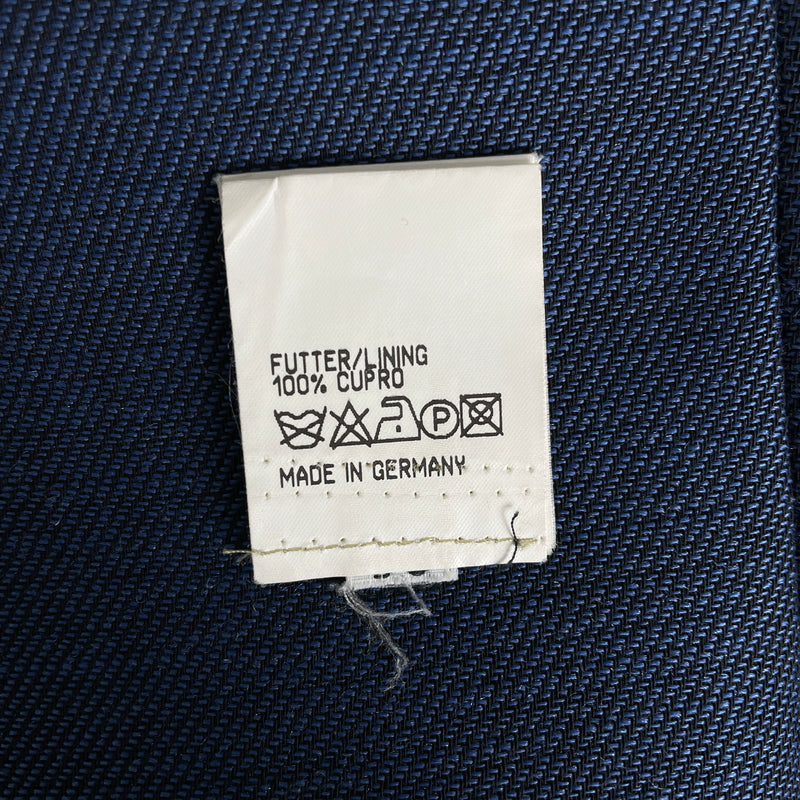 FUTTER/LINING
100% CUPRO
P
MADE IN GERMANY